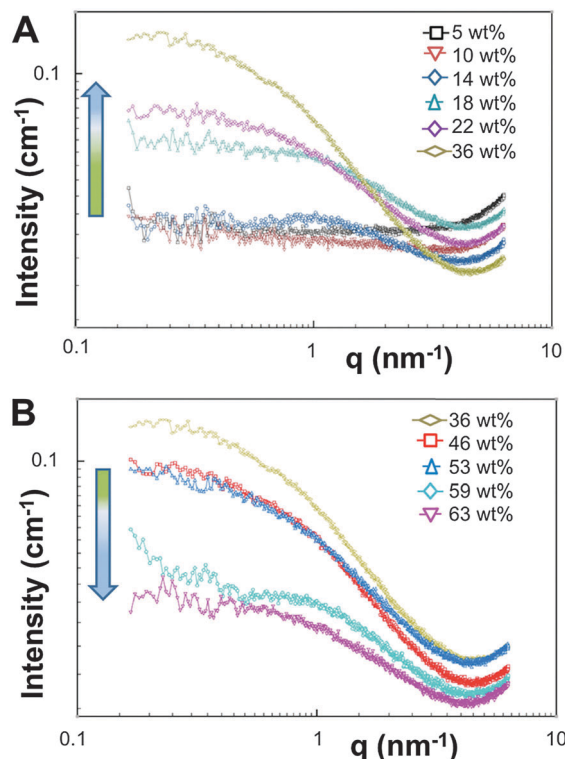 A
Intensity (cm⁻¹)
0.1
5 wt%
10 wt%
14 wt%
18 wt%
22 wt%
36 wt%
0.1
1
10
q (nm⁻¹)
B
Intensity (cm⁻¹)
0.1
36 wt%
46 wt%
53 wt%
59 wt%
63 wt%
0.1
1
10
q (nm⁻¹)